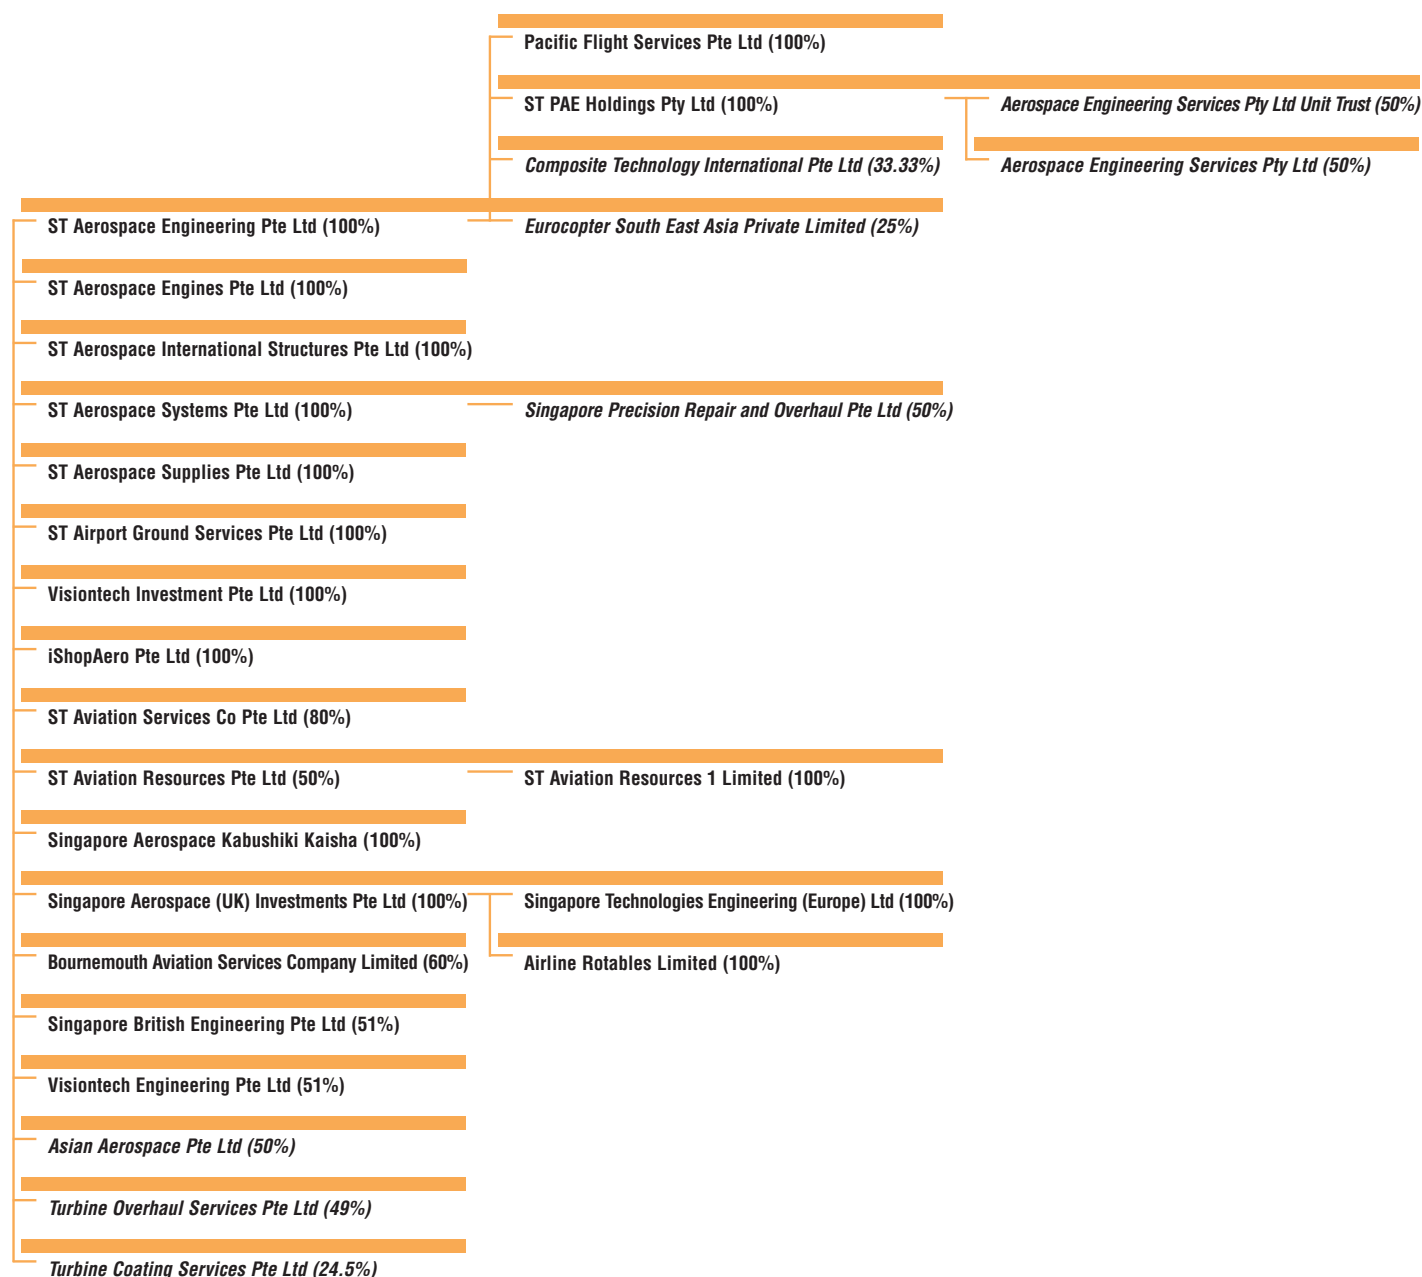 Pacific Flight Services Pte Ltd (100%)
ST PAE Holdings Pty Ltd (100%)
Aerospace Engineering Services Pty Ltd Unit Trust (50%)
Composite Technology International Pte Ltd (33.33%)
Aerospace Engineering Services Pty Ltd (50%)
ST Aerospace Engineering Pte Ltd (100%)
Eurocopter South East Asia Private Limited (25%)
ST Aerospace Engines Pte Ltd (100%)
ST Aerospace International Structures Pte Ltd (100%)
ST Aerospace Systems Pte Ltd (100%)
Singapore Precision Repair and Overhaul Pte Ltd (50%)
ST Aerospace Supplies Pte Ltd (100%)
ST Airport Ground Services Pte Ltd (100%)
Visiontech Investment Pte Ltd (100%)
iShopAero Pte Ltd (100%)
ST Aviation Services Co Pte Ltd (80%)
ST Aviation Resources Pte Ltd (50%)
ST Aviation Resources 1 Limited (100%)
Singapore Aerospace Kabushiki Kaisha (100%)
Singapore Aerospace (UK) Investments Pte Ltd (100%)
Singapore Technologies Engineering (Europe) Ltd (100%)
Bournemouth Aviation Services Company Limited (60%)
Airline Rotables Limited (100%)
Singapore British Engineering Pte Ltd (51%)
Visiontech Engineering Pte Ltd (51%)
Asian Aerospace Pte Ltd (50%)
Turbine Overhaul Services Pte Ltd (49%)
Turbine Coating Services Pte Ltd (24.5%)